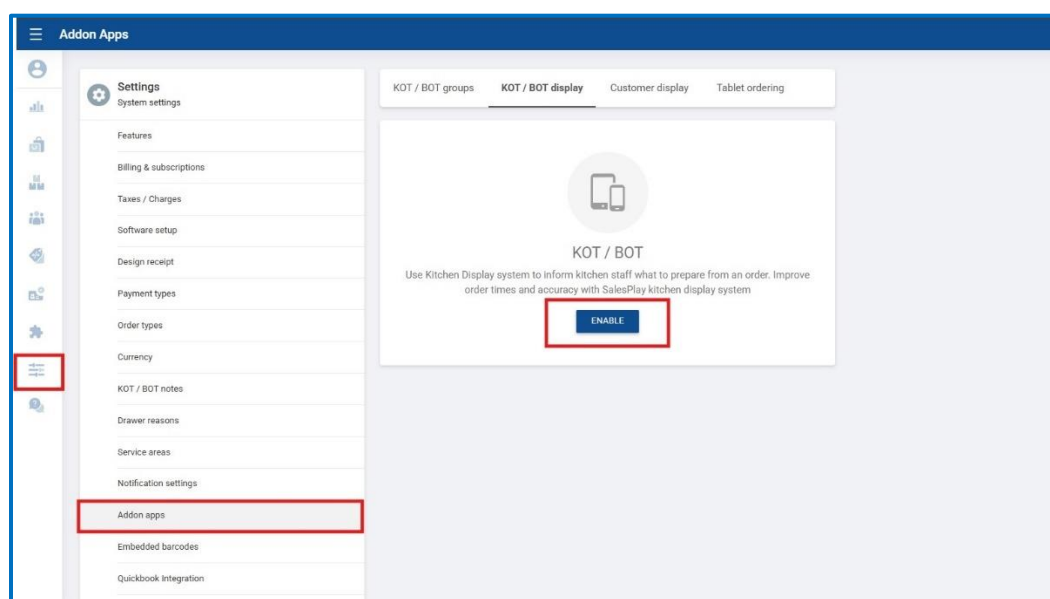 Addon Apps
Settings
System settings
Features
Billing & subscriptions
Taxes / Charges
Software setup
Design receipt
Payment types
Order types
Currency
KOT / BOT notes
Drawer reasons
Service areas
Notification settings
Addon apps
Embedded barcodes
Quickbook Integration
KOT / BOT groups KOT / BOT display Customer display Tablet ordering
KOT / BOT
Use Kitchen Display system to inform kitchen staff what to prepare from an order. Improve
order times and accuracy with SalesPlay kitchen display system
ENABLE